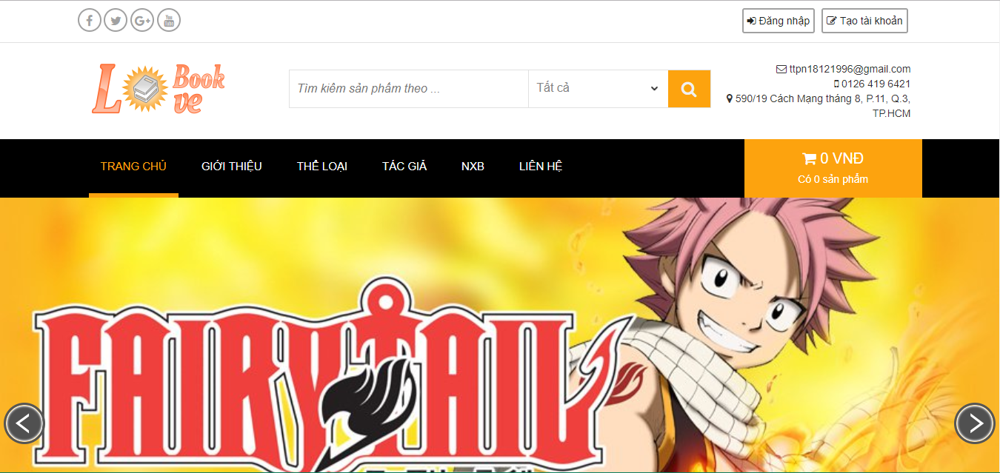 Đăng nhập
Tạo tài khoản
L Book
ve
Tìm kiếm sản phẩm theo ...
Tất cả
ttpn18121996@gmail.com
0126 419 6421
590/19 Cách Mạng tháng 8, P.11, Q.3,
TP.HCM
TRANG CHỦ
GIỚI THIỆU
THỂ LOẠI
TÁC GIẢ
NXB
LIÊN HỆ
0 VNĐ
Có 0 sản phẩm
FAIRY TAIL